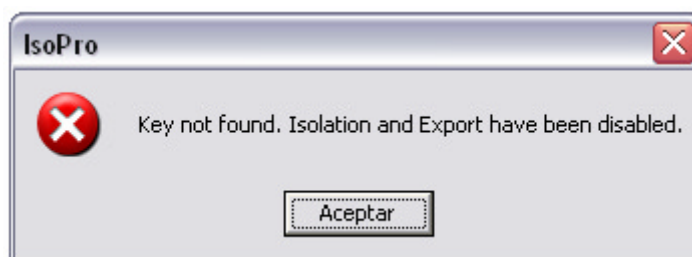 IsoPro
Key not found. Isolation and Export have been disabled.
Aceptar